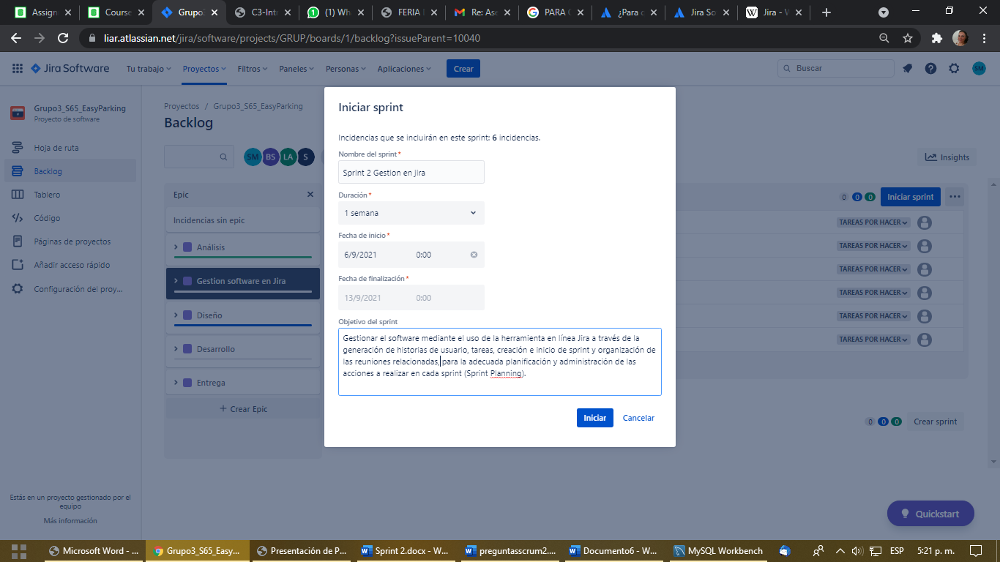 Assign
Course
Grupo3
C3-Intr
(1) Wh
FERIA
Re: Ase
PARA C
¿Para c
Jira So
Jira - W
liar.atlassian.net/jira/software/projects/GRUP/boards/1/backlog?issueParent=10040
Jira Software
Tu trabajo
Proyectos
Filtros
Paneles
Personas
Aplicaciones
Crear
Buscar
SM
Grupo3_S65_EasyParking
Proyecto de software
Hoja de ruta
Backlog
Tablero
Código
Páginas de proyectos
Añadir acceso rápido
Configuración del proy...
Estás en un proyecto gestionado por el
equipo
Más información
Proyectos / Grupo3_S65_EasyParking
Backlog
SM BS LA S
Insights
Epic
Incidencias sin epic
Análisis
Gestion software en Jira
Diseño
Desarrollo
Entrega
+ Crear Epic
Iniciar sprint
Incidencias que se incluirán en este sprint: 6 incidencias.
Nombre del sprint*
Sprint 2 Gestion en jira
Duración*
1 semana
Fecha de inicio*
6/9/2021 0:00
Fecha de finalización*
13/9/2021 0:00
Objetivo del sprint
Gestionar el software mediante el uso de la herramienta en línea Jira a través de la
generación de historias de usuario, tareas, creación e inicio de sprint y organización de
las reuniones relacionadas, para la adecuada planificación y administración de las
acciones a realizar en cada sprint (Sprint Planning).
Iniciar Cancelar
0 0 0 Iniciar sprint
TAREAS POR HACER
TAREAS POR HACER
TAREAS POR HACER
TAREAS POR HACER
TAREAS POR HACER
TAREAS POR HACER
0 0 0 Crear sprint
Quickstart
Microsoft Word - ...
Grupo3_S65_Easy...
Presentación de P...
Sprint 2.docx - W...
preguntasscrum2....
Documento6 - W...
MySQL Workbench
ESP
5:21 p. m.